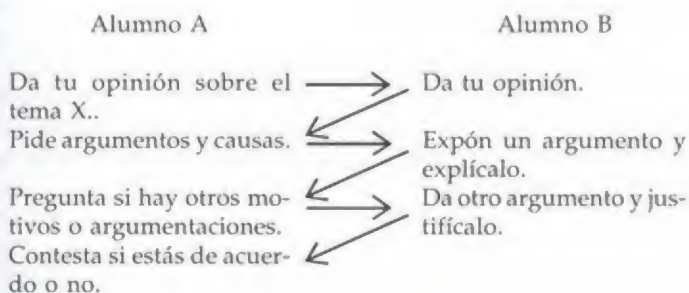 Alumno A
Alumno B
Da tu opinión sobre el
tema X..
Da tu opinión.
Pide argumentos y causas.
Expón un argumento y
explícalo.
Pregunta si hay otros mo-
tivos o argumentaciones.
Da otro argumento y jus-
tifícalo.
Contesta si estás de acuer-
do o no.